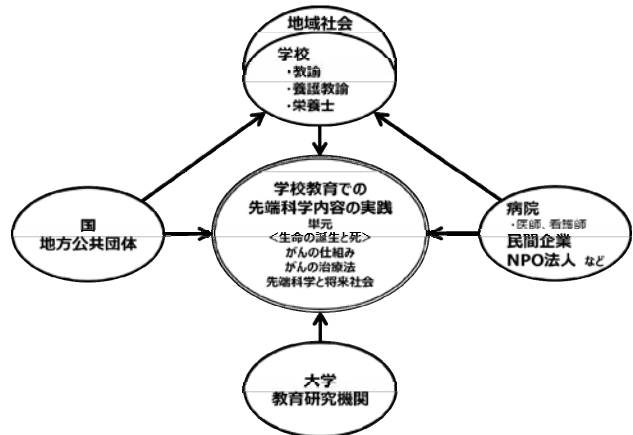 地域社会
学校
・教諭
・養護教諭
・栄養士
学校教育での
先端科学内容の実践
単元
<生命の誕生と死>
がんの仕組み
がんの治療法
先端科学と将来社会
国
地方公共団体
病院
・医師、看護師
民間企業
NPO法人 など
大学
教育研究機関